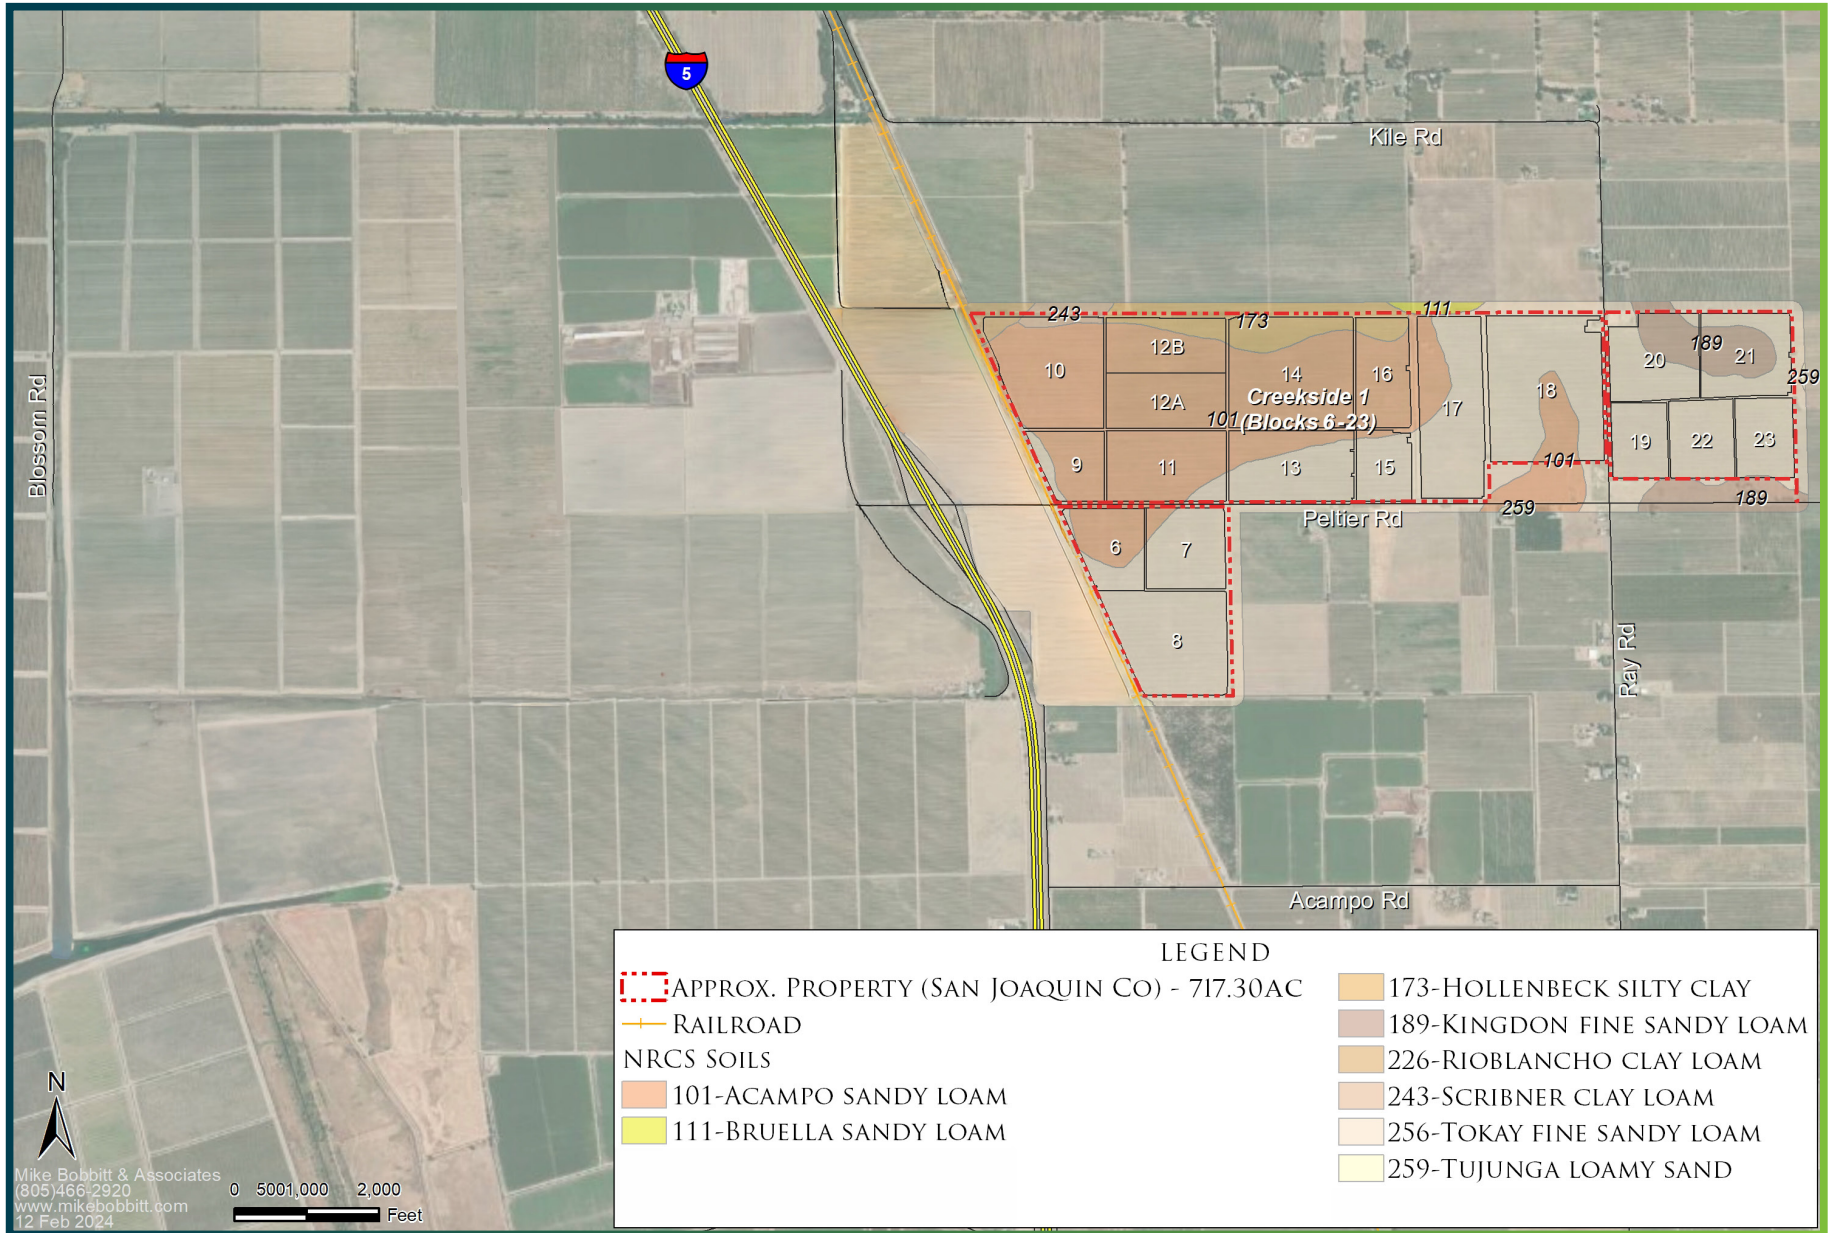 5
Kile Rd
243
173
111
10
12B
14
16
17
18
20
189
21
259
12A
Creekside 1
101
(Blocks 6-23)
9
11
13
15
101
19
22
23
259
189
Peltier Rd
6
7
8
Blossom Rd
Ray Rd
Acampo Rd
LEGEND
APPROX. PROPERTY (SAN JOAQUIN CO) - 717.30AC
RAILROAD
NRCS SOILS
101-ACAMPO SANDY LOAM
111-BRUELLA SANDY LOAM
173-HOLLENBECK SILTY CLAY
189-KINGDON FINE SANDY LOAM
226-RIOBLANCHO CLAY LOAM
243-SCRIBNER CLAY LOAM
256-TOKAY FINE SANDY LOAM
259-TUJUNGA LOAMY SAND
N
Mike Bobbitt & Associates
(805)466-2920
www.mikebobbitt.com
12 Feb 2024
0 5001,000 2,000
Feet